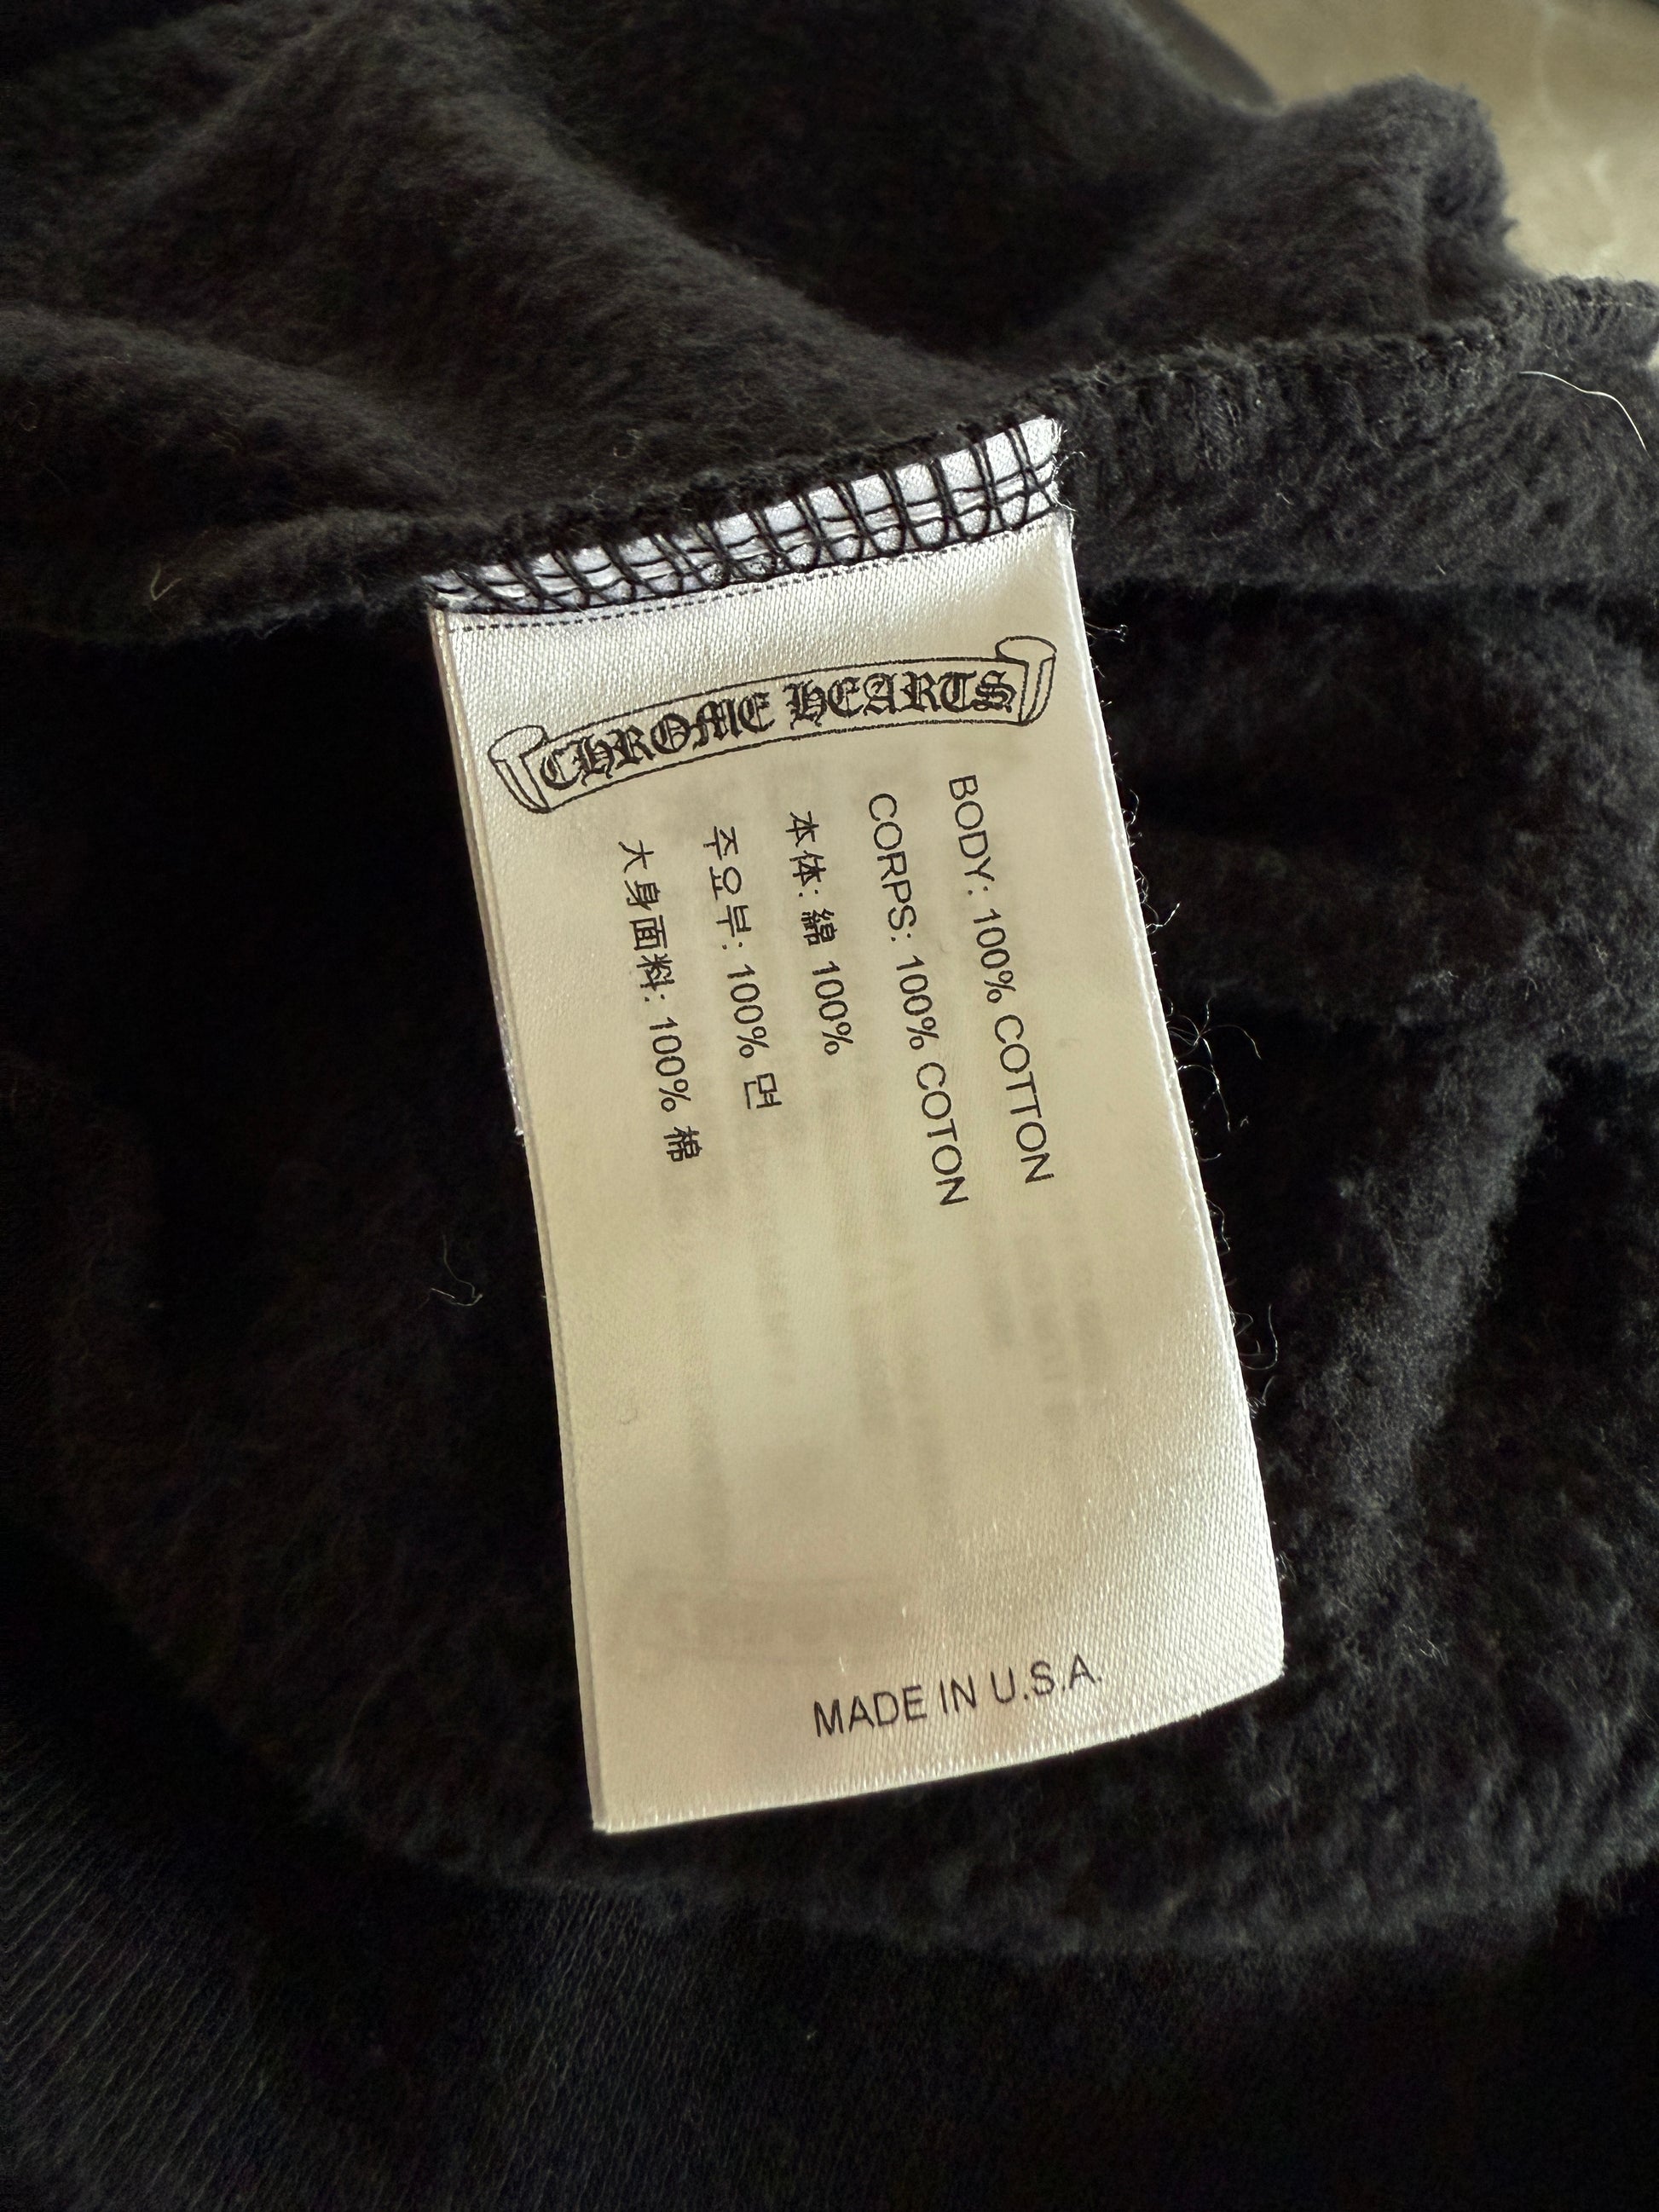 CHROME HEARTS
BODY: 100% COTTON
CORPS: 100% COTON
本体: 綿 100%
주요부: 100% 면
大身面料: 100% 棉
MADE IN U.S.A.